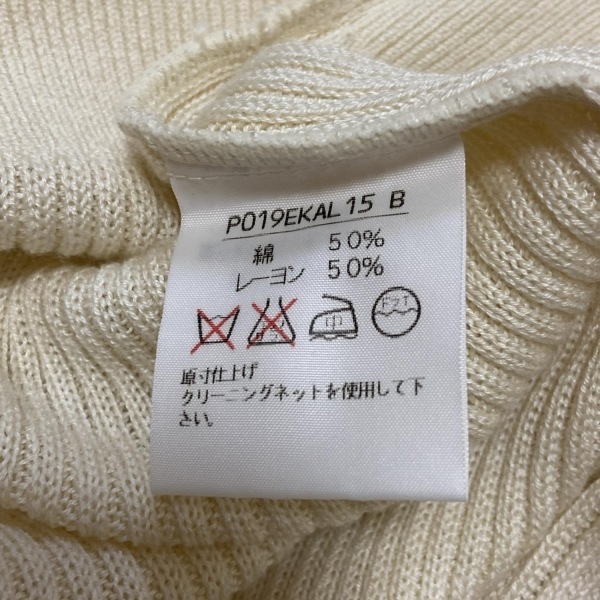 P019EKAL15 B
綿 50%
レーヨン 50%
中
原寸仕上げ
クリーニングネットを使用して下
さい。